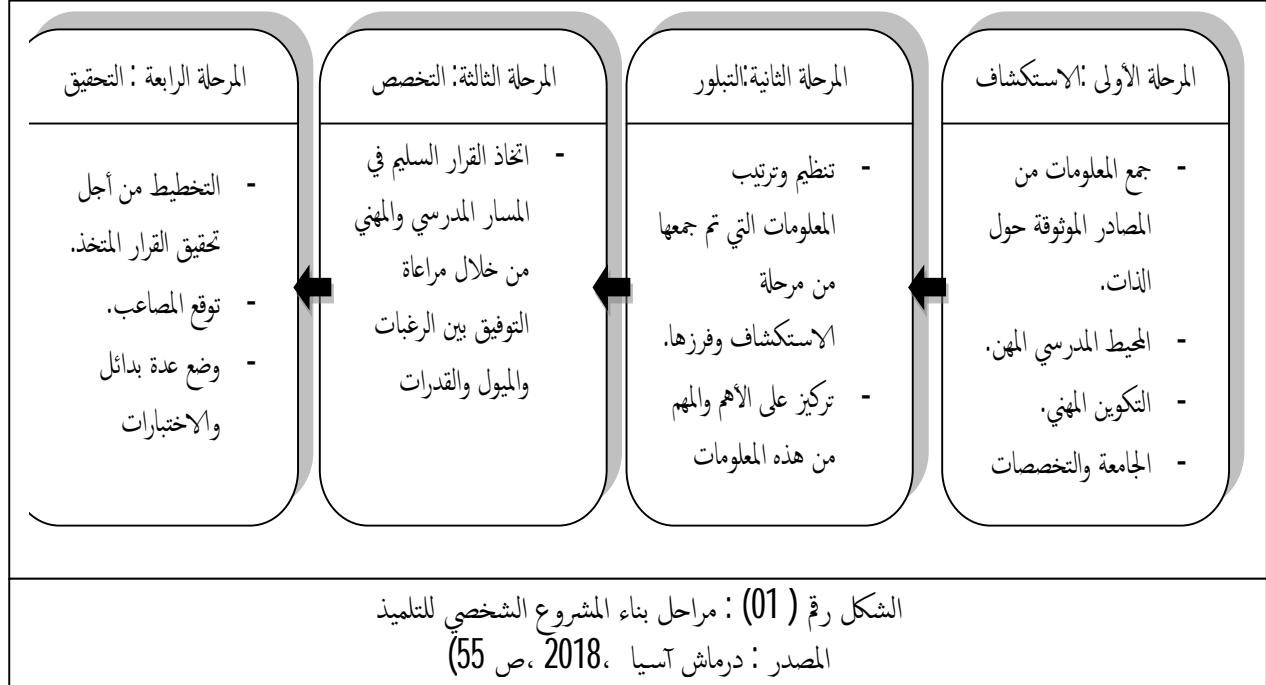 المرحلة الأولى :الاستكشاف
- جمع المعلومات من
المصادر الموثوقة حول
الذات.
- المحيط المدرسي المهن.
- التكوين المهني.
- الجامعة والتخصصات
المرحلة الثانية:التبلور
- تنظيم وترتيب
المعلومات التي تم جمعها
من مرحلة
الاستكشاف وفرزها.
- تركيز على الأهم والمهم
من هذه المعلومات
المرحلة الثالثة: التخصص
- اتخاذ القرار السليم في
المسار المدرسي والمهني
من خلال مراعاة
التوفيق بين الرغبات
والميول والقدرات
المرحلة الرابعة : التحقيق
- التخطيط من أجل
تحقيق القرار المتخذ.
- توقع المصاعب.
- وضع عدة بدائل
والاختبارات
الشكل رقم ( 01) : مراحل بناء المشروع الشخصي للتلميذ
المصدر : درماش آسيا ،2018 ،ص 55)